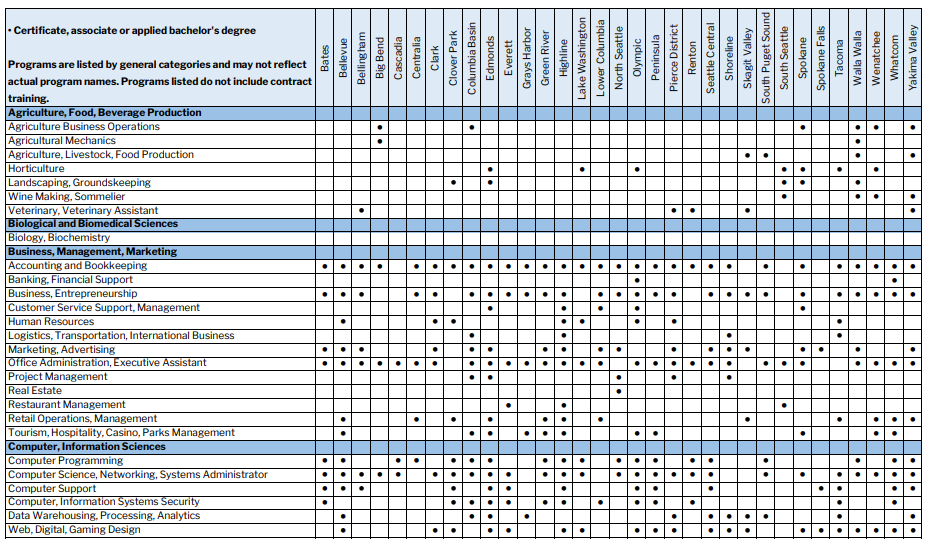 • Certificate, associate or applied bachelor's degree
Programs are listed by general categories and may not reflect
actual program names. Programs listed do not include contract
training.
Bates
Bellevue
Bellingham
Big Bend
Cascadia
Centralia
Clark
Clover Park
Columbia Basin
Edmonds
Everett
Grays Harbor
Green River
Highline
Lake Washington
Lower Columbia
North Seattle
Olympic
Peninsula
Pierce District
Renton
Seattle Central
Shoreline
Skagit Valley
South Puget Sound
South Seattle
Spokane
Spokane Falls
Tacoma
Walla Walla
Wenatchee
Whatcom
Yakima Valley
Agriculture, Food, Beverage Production
Agriculture Business Operations
Agricultural Mechanics
Agriculture, Livestock, Food Production
Horticulture
Landscaping, Groundskeeping
Wine Making, Sommelier
Veterinary, Veterinary Assistant
Biological and Biomedical Sciences
Biology, Biochemistry
Business, Management, Marketing
Accounting and Bookkeeping
Banking, Financial Support
Business, Entrepreneurship
Customer Service Support, Management
Human Resources
Logistics, Transportation, International Business
Marketing, Advertising
Office Administration, Executive Assistant
Project Management
Real Estate
Restaurant Management
Retail Operations, Management
Tourism, Hospitality, Casino, Parks Management
Computer, Information Sciences
Computer Programming
Computer Science, Networking, Systems Administrator
Computer Support
Computer, Information Systems Security
Data Warehousing, Processing, Analytics
Web, Digital, Gaming Design